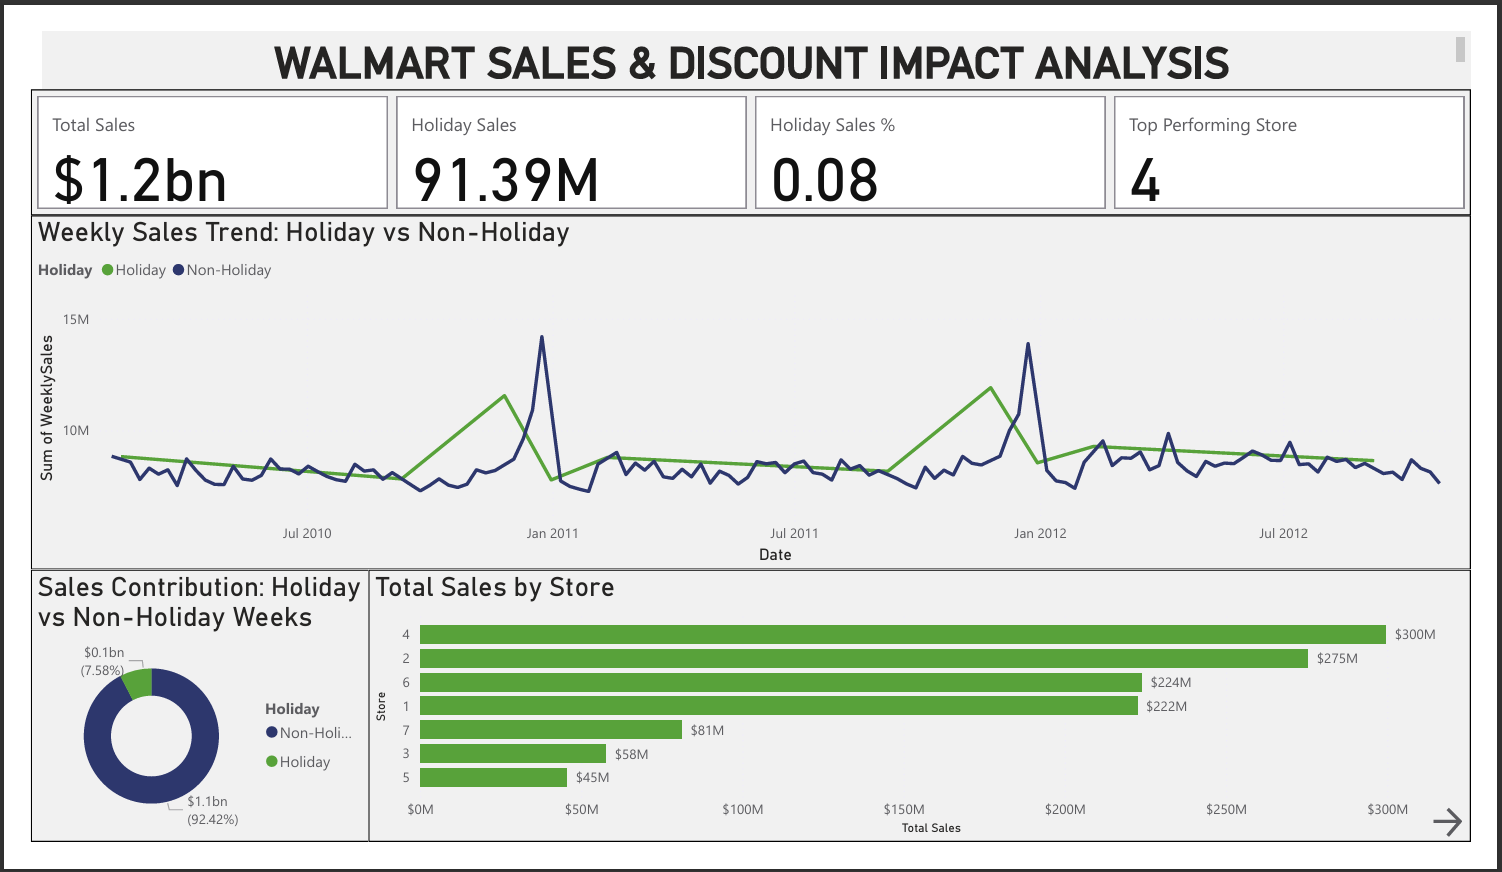 WALMART SALES & DISCOUNT IMPACT ANALYSIS
Total Sales
$1.2bn
Holiday Sales
91.39M
Holiday Sales %
0.08
Top Performing Store
4
Weekly Sales Trend: Holiday vs Non-Holiday
Holiday Holiday Non-Holiday
Sum of WeeklySales
15M
10M
Jul 2010 Jan 2011 Jul 2011 Jan 2012 Jul 2012
Date
Sales Contribution: Holiday
vs Non-Holiday Weeks
$0.1bn
(7.58%)
Holiday
Non-Holi...
Holiday
$1.1bn
(92.42%)
Total Sales by Store
Store
4 $300M
2 $275M
6 $224M
1 $222M
7 $81M
3 $58M
5 $45M
$0M $50M $100M $150M $200M $250M $300M
Total Sales